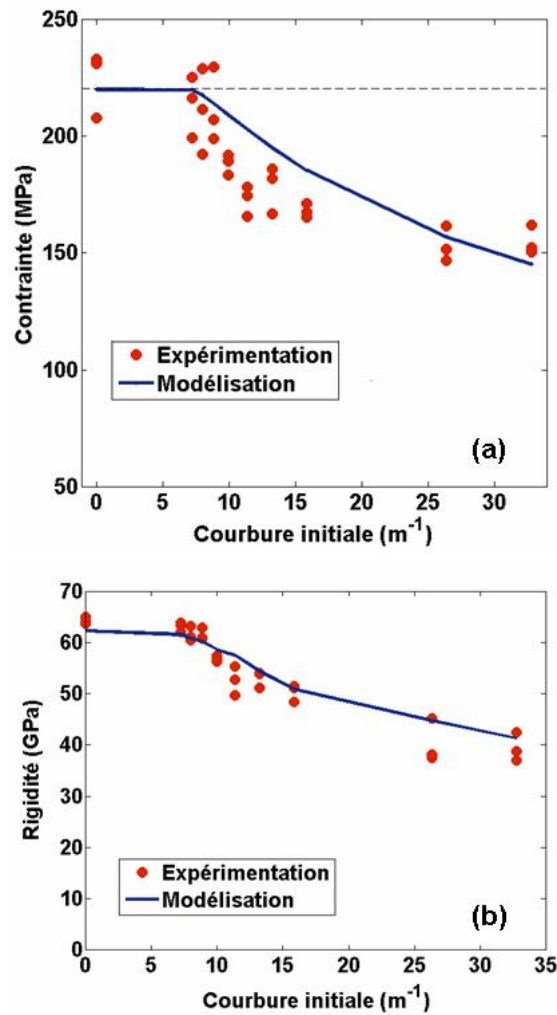 250
200
150
100
50
Contrainte (MPa)
Expérimentation
Modélisation
(a)
0 5 10 15 20 25 30
Courbure initiale (m-1)
70
60
50
40
30
20
10
0
Rigidité (GPa)
Expérimentation
Modélisation
(b)
0 5 10 15 20 25 30 35
Courbure initiale (m-1)